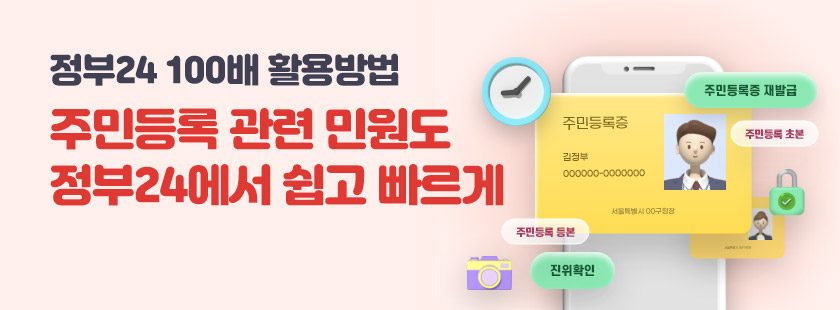 정부24 100배 활용방법
주민등록 관련 민원도
정부24에서 쉽고 빠르게
주민등록증 재발급
주민등록증
주민등록 초본
김정부
000000-0000000
서울특별시 00구청장
주민등록 등본
진위확인